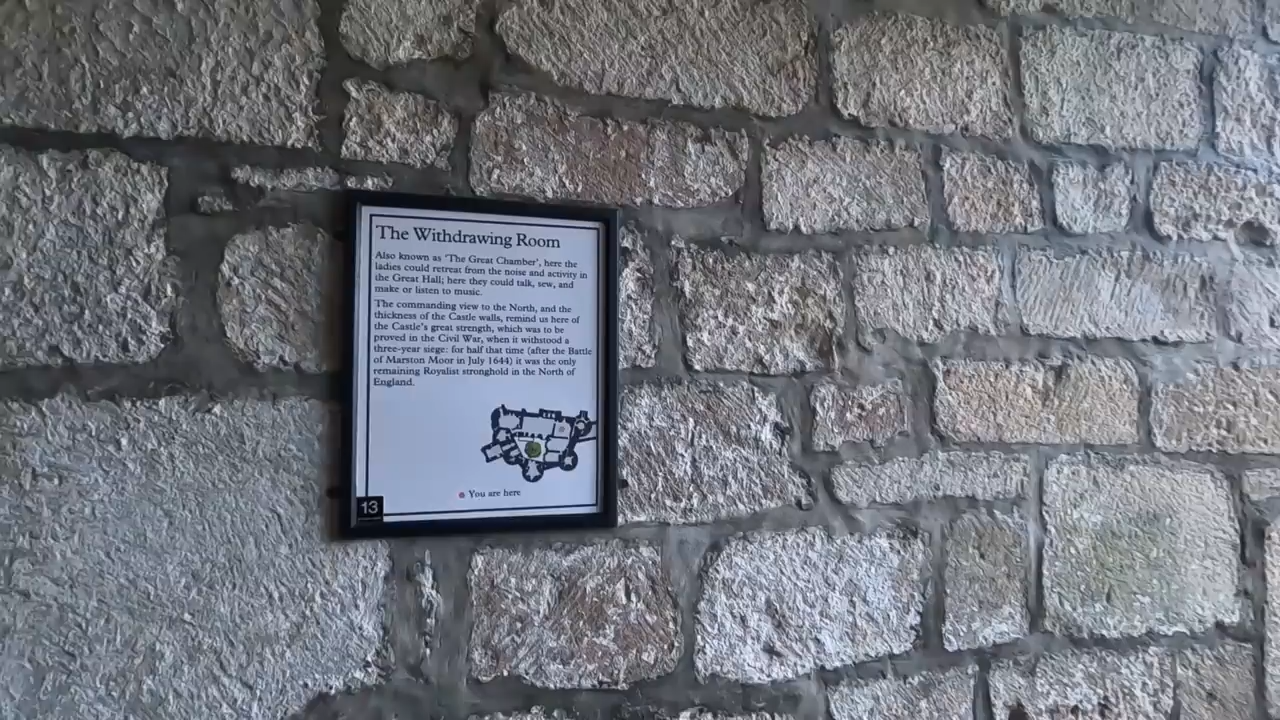 The Withdrawing Room
Also known as 'The Great Chamber', here the
ladies could retreat from the noise and activity in
the Great Hall; here they could talk, sew, and
make or listen to music.
The commanding view to the North, and the
thickness of the Castle walls, remind us here of
the Castle's great strength, which was to be
proved in the Civil War, when it withstood a
three-year siege: for half that time (after the Battle
of Marston Moor in July 1644) it was the only
remaining Royalist stronghold in the North of
England.
You are here
13